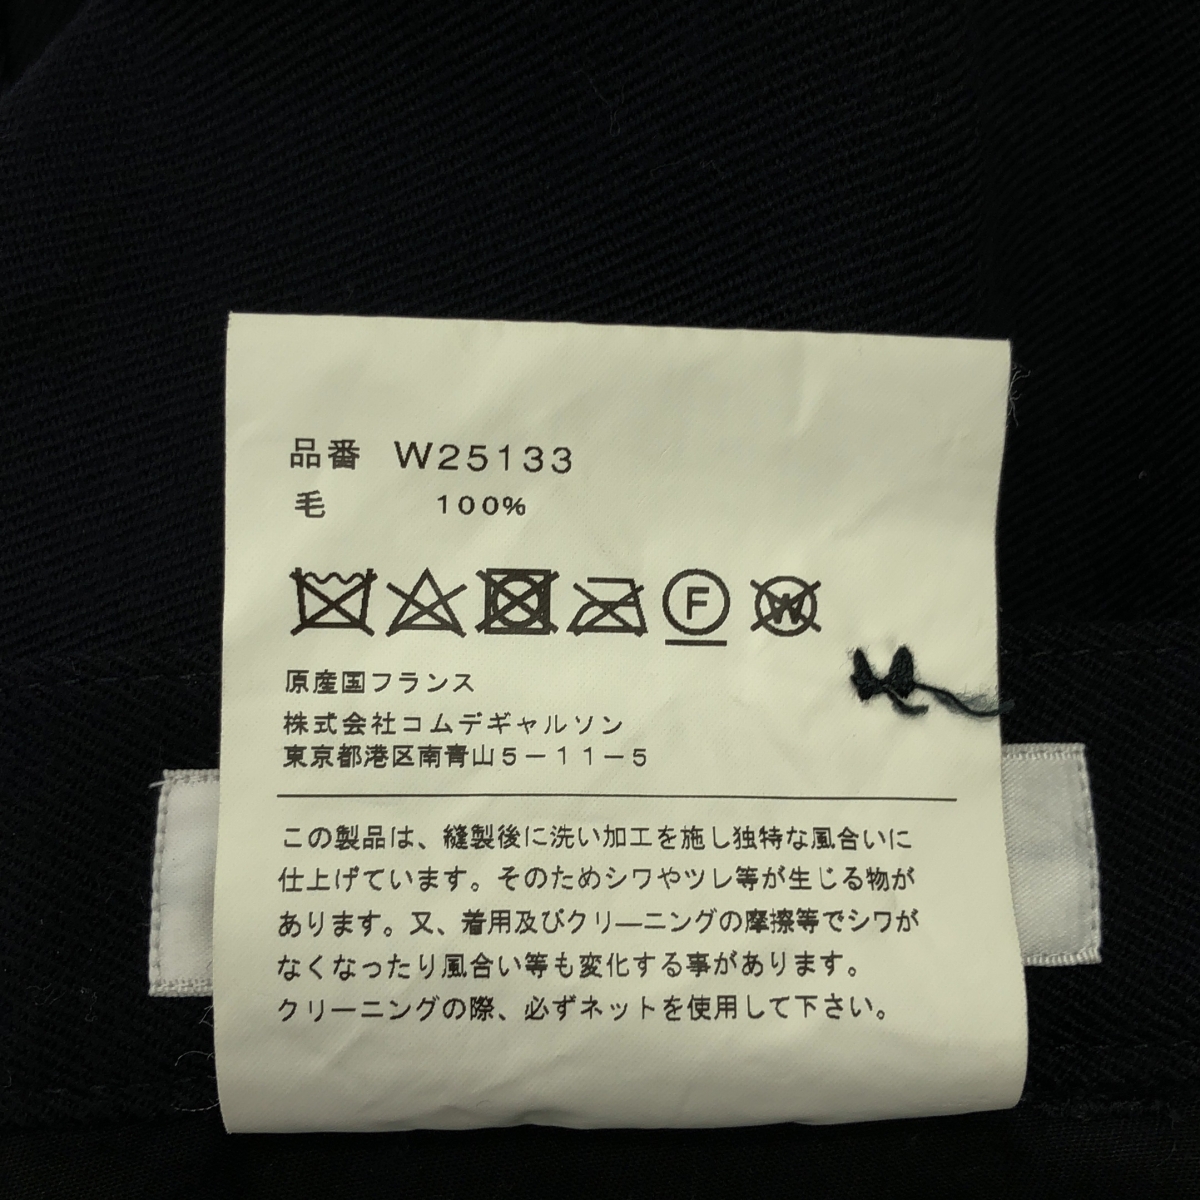 品番 W25133
毛 100%
F W
原産国フランス
株式会社コムデギャルソン
東京都港区南青山5-11-5
この製品は、縫製後に洗い加工を施し独特な風合いに
仕上げています。そのためシワやツレ等が生じる物が
あります。又、着用及びクリーニングの摩擦等でシワが
なくなったり風合い等も変化する事があります。
クリーニングの際、必ずネットを使用して下さい。